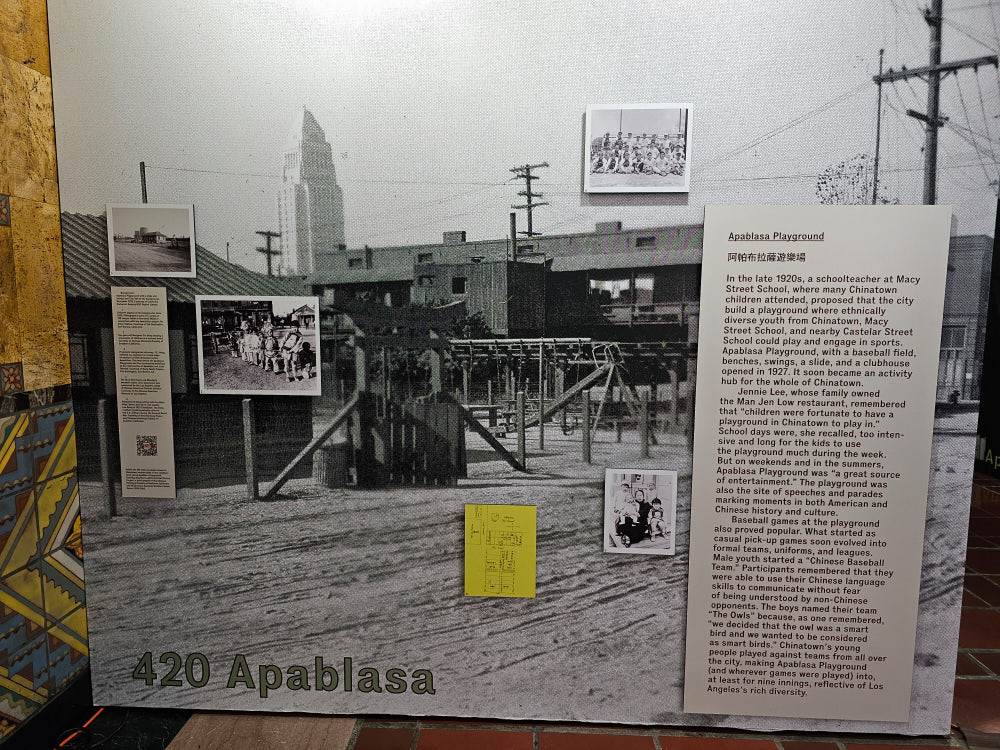 Apablasa Playground
阿帕布拉薩遊樂場
In the late 1920s, a schoolteacher at Macy
Street School, where many Chinatown
children attended, proposed that the city
build a playground where ethnically
diverse youth from Chinatown, Macy
Street School, and nearby Castelar Street
School could play and engage in sports.
Apablasa Playground, with a baseball field,
benches, swings, a slide, and a clubhouse
opened in 1927. It soon became an activity
hub for the whole of Chinatown.
Jennie Lee, whose family owned
the Man Jen Low restaurant, remembered
that “children were fortunate to have a
playground in Chinatown to play in.”
School days were, she recalled, too inten-
sive and long for the kids to use
the playground much during the week.
But on weekends and in the summers,
Apablasa Playground was “a great source
of entertainment.” The playground was
also the site of speeches and parades
marking moments in both American and
Chinese history and culture.
Baseball games at the playground
also proved popular. What started as
casual pick-up games soon evolved into
formal teams, uniforms, and leagues.
Male youth started a “Chinese Baseball
Team.” Participants remembered that they
were able to use their Chinese language
skills to communicate without fear
of being understood by non-Chinese
opponents. The boys named their team
“The Owls” because, as one remembered,
“we decided that the owl was a smart
bird and we wanted to be considered
as smart birds.” Chinatown’s young
people played against teams from all over
the city, making Apablasa Playground
(and wherever games were played) into,
at least for nine innings, reflective of Los
Angeles’s rich diversity.
420 Apablasa